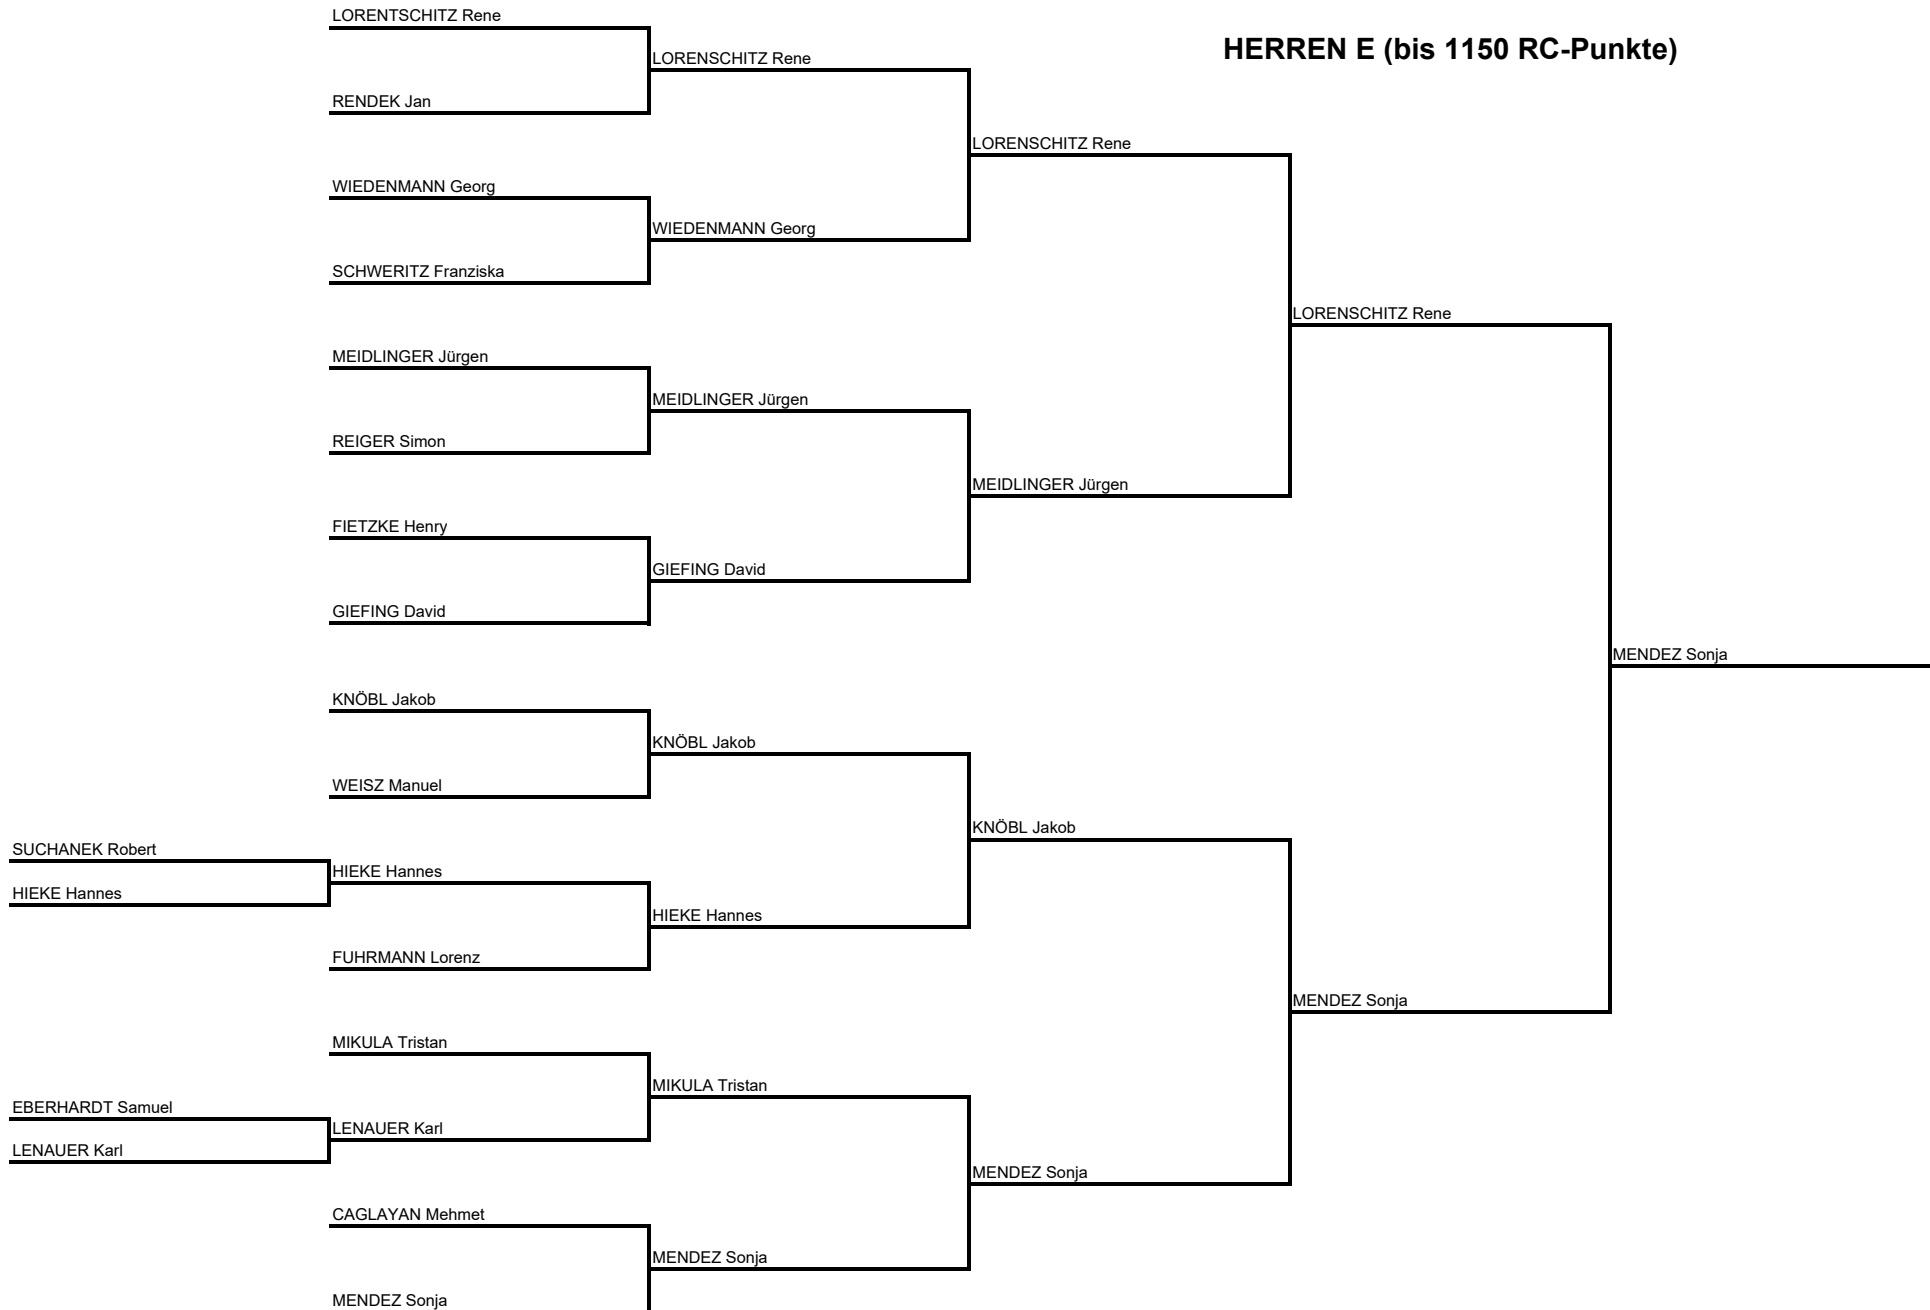 LORENTSCHITZ Rene
HERREN E (bis 1150 RC-Punkte)
LORENSCHITZ Rene
RENDEK Jan
LORENSCHITZ Rene
WIEDENMANN Georg
WIEDENMANN Georg
SCHWERITZ Franziska
LORENSCHITZ Rene
MEIDLINGER Jürgen
MEIDLINGER Jürgen
REIGER Simon
MEIDLINGER Jürgen
FIETZKE Henry
GIEFING David
GIEFING David
MENDEZ Sonja
KNÖBL Jakob
KNÖBL Jakob
WEISZ Manuel
KNÖBL Jakob
SUCHANEK Robert
HIEKE Hannes
HIEKE Hannes
HIEKE Hannes
FUHRMANN Lorenz
MENDEZ Sonja
MIKULA Tristan
MIKULA Tristan
EBERHARDT Samuel
LENAUER Karl
LENAUER Karl
MENDEZ Sonja
CAGLAYAN Mehmet
MENDEZ Sonja
MENDEZ Sonja